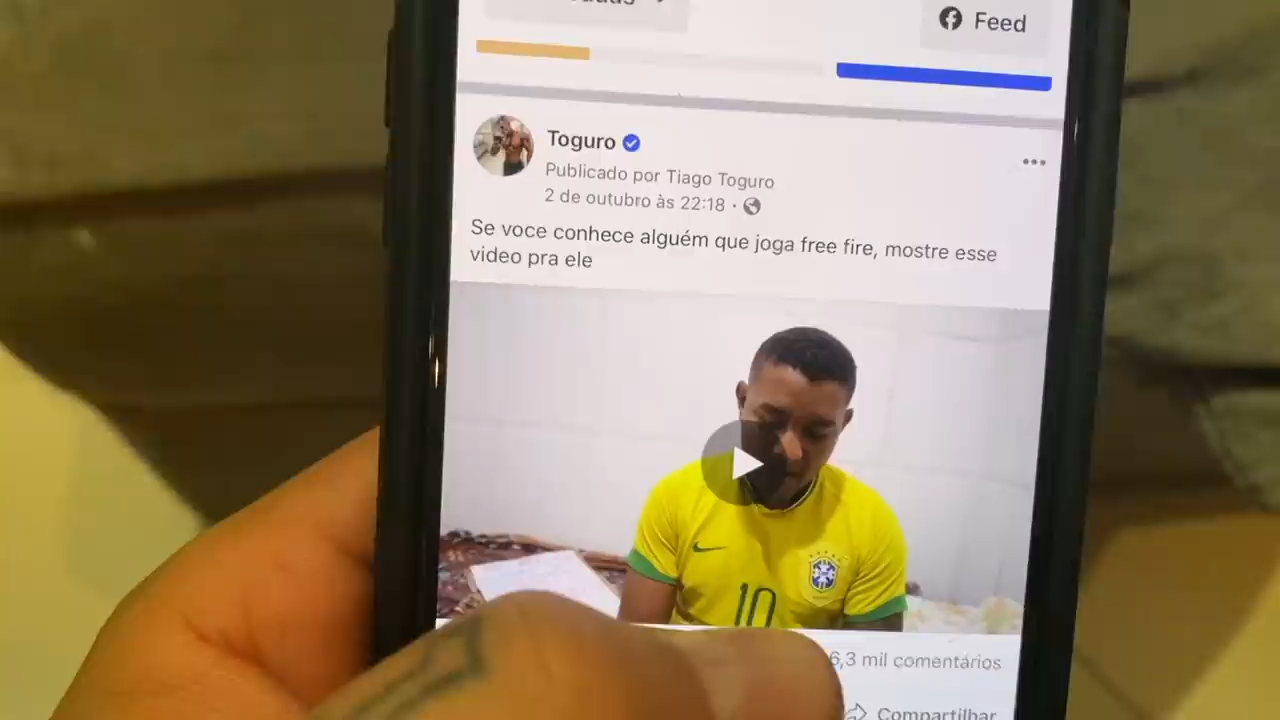 Feed
Toguro
Publicado por Tiago Toguro
2 de outubro às 22:18 ·
Se voce conhece alguém que joga free fire, mostre esse
video pra ele
10
6,3 mil comentários
Compartilhar